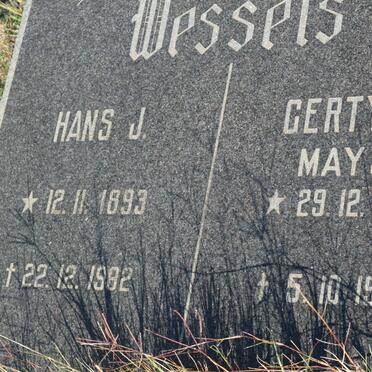 Wessels
HANS J.
★ 12.11.1893
† 22.12.1982
GERTY
MAY
★ 29.12.
† 5.10.19